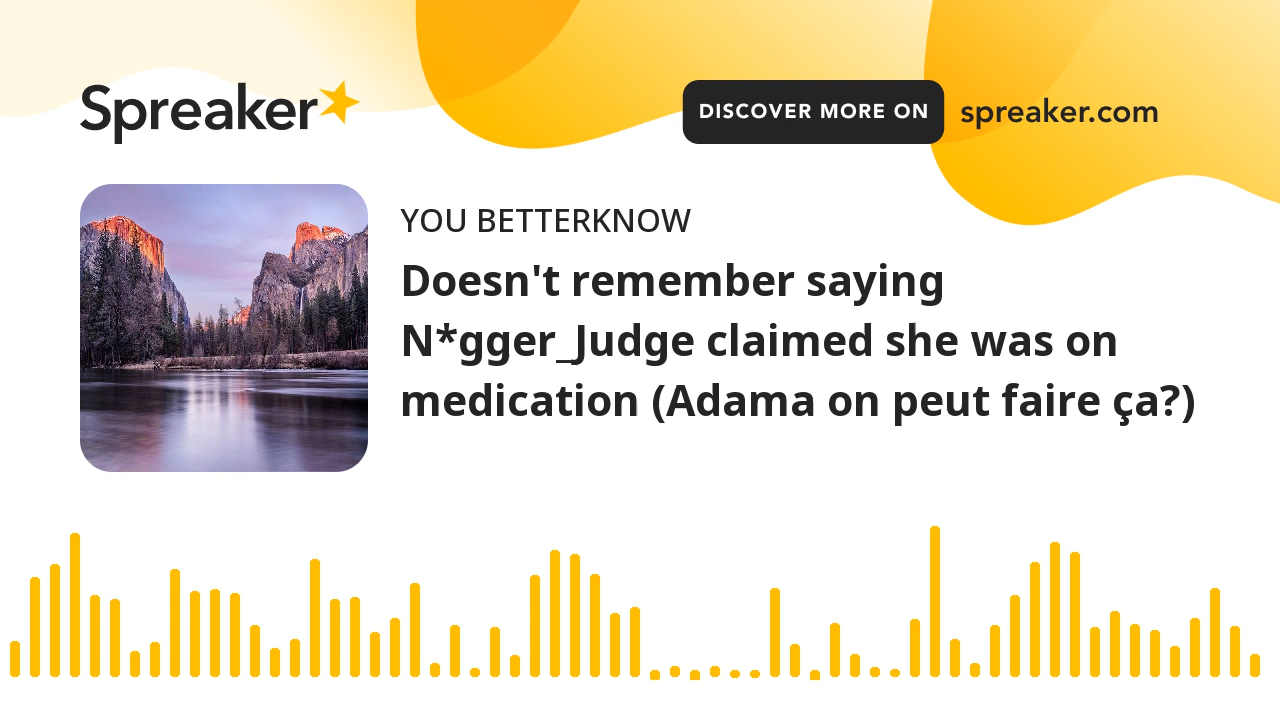 Spreaker
DISCOVER MORE ON spreaker.com
YOU BETTERKNOW
Doesn't remember saying
N*gger_Judge claimed she was on
medication (Adama on peut faire ça?)